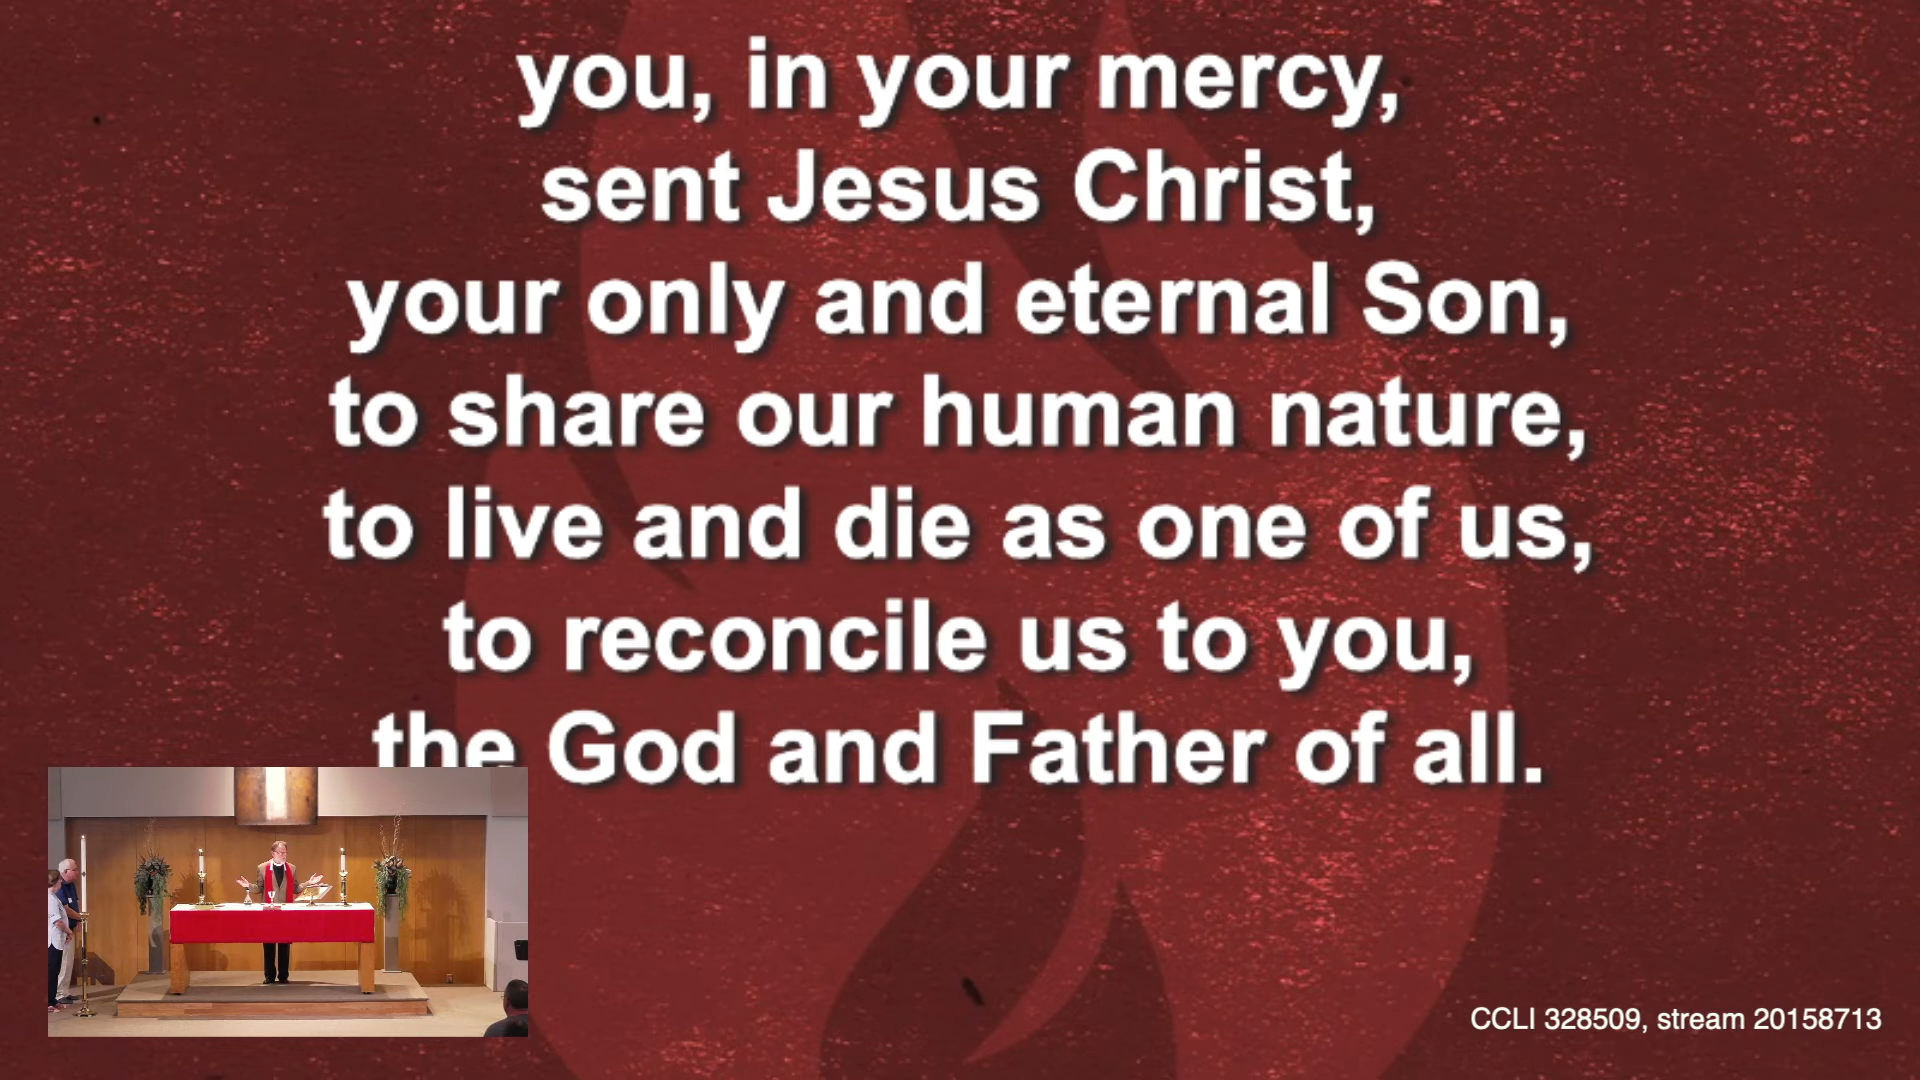 you, in your mercy,
sent Jesus Christ,
your only and eternal Son,
to share our human nature,
to live and die as one of us,
to reconcile us to you,
the God and Father of all.
CCLI 328509, stream 20158713